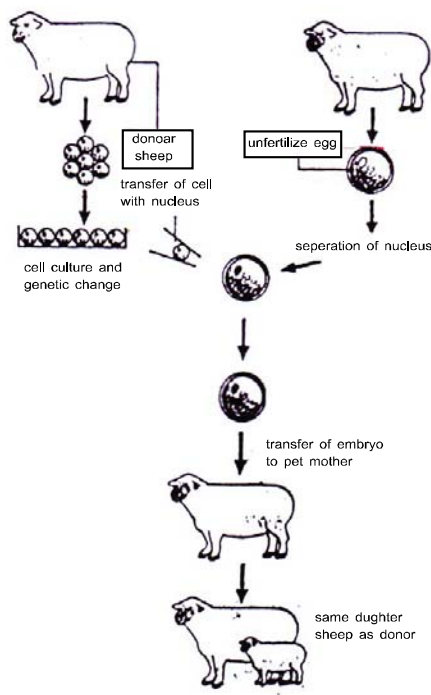 donoar
sheep
unfertilize egg
transfer of cell
with nucleus
seperation of nucleus
cell culture and
genetic change
transfer of embryo
to pet mother
same dughter
sheep as donor